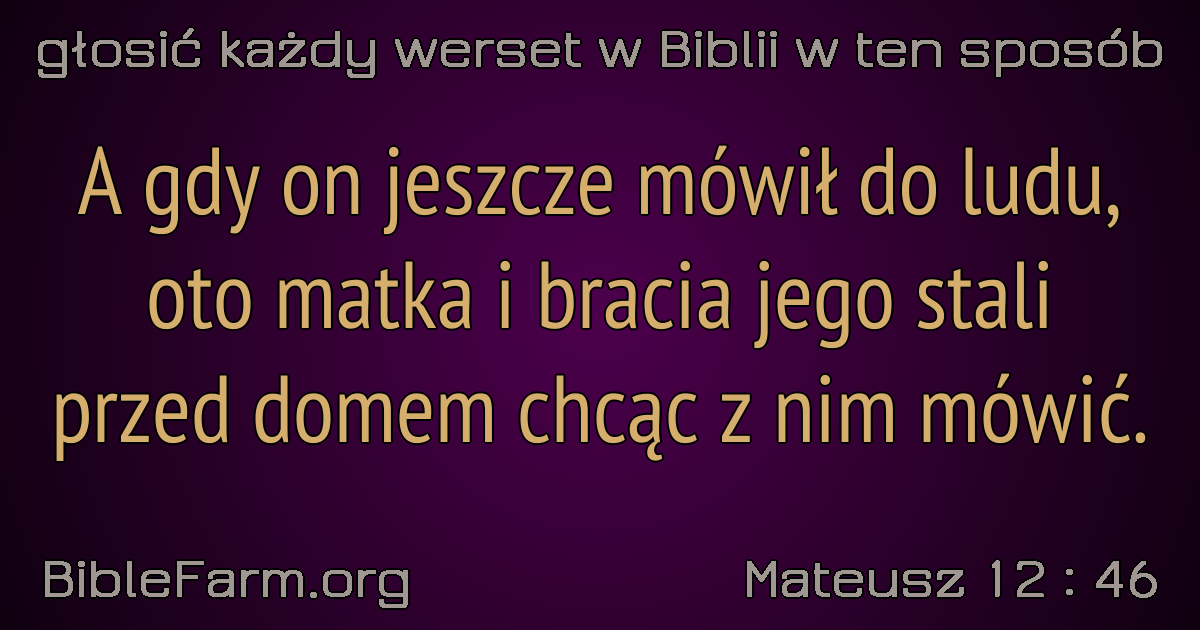 głosić każdy werset w Biblii w ten sposób
A gdy on jeszcze mówił do ludu,
oto matka i bracia jego stali
przed domem chcąc z nim mówić.
BibleFarm.org
Mateusz 12 : 46